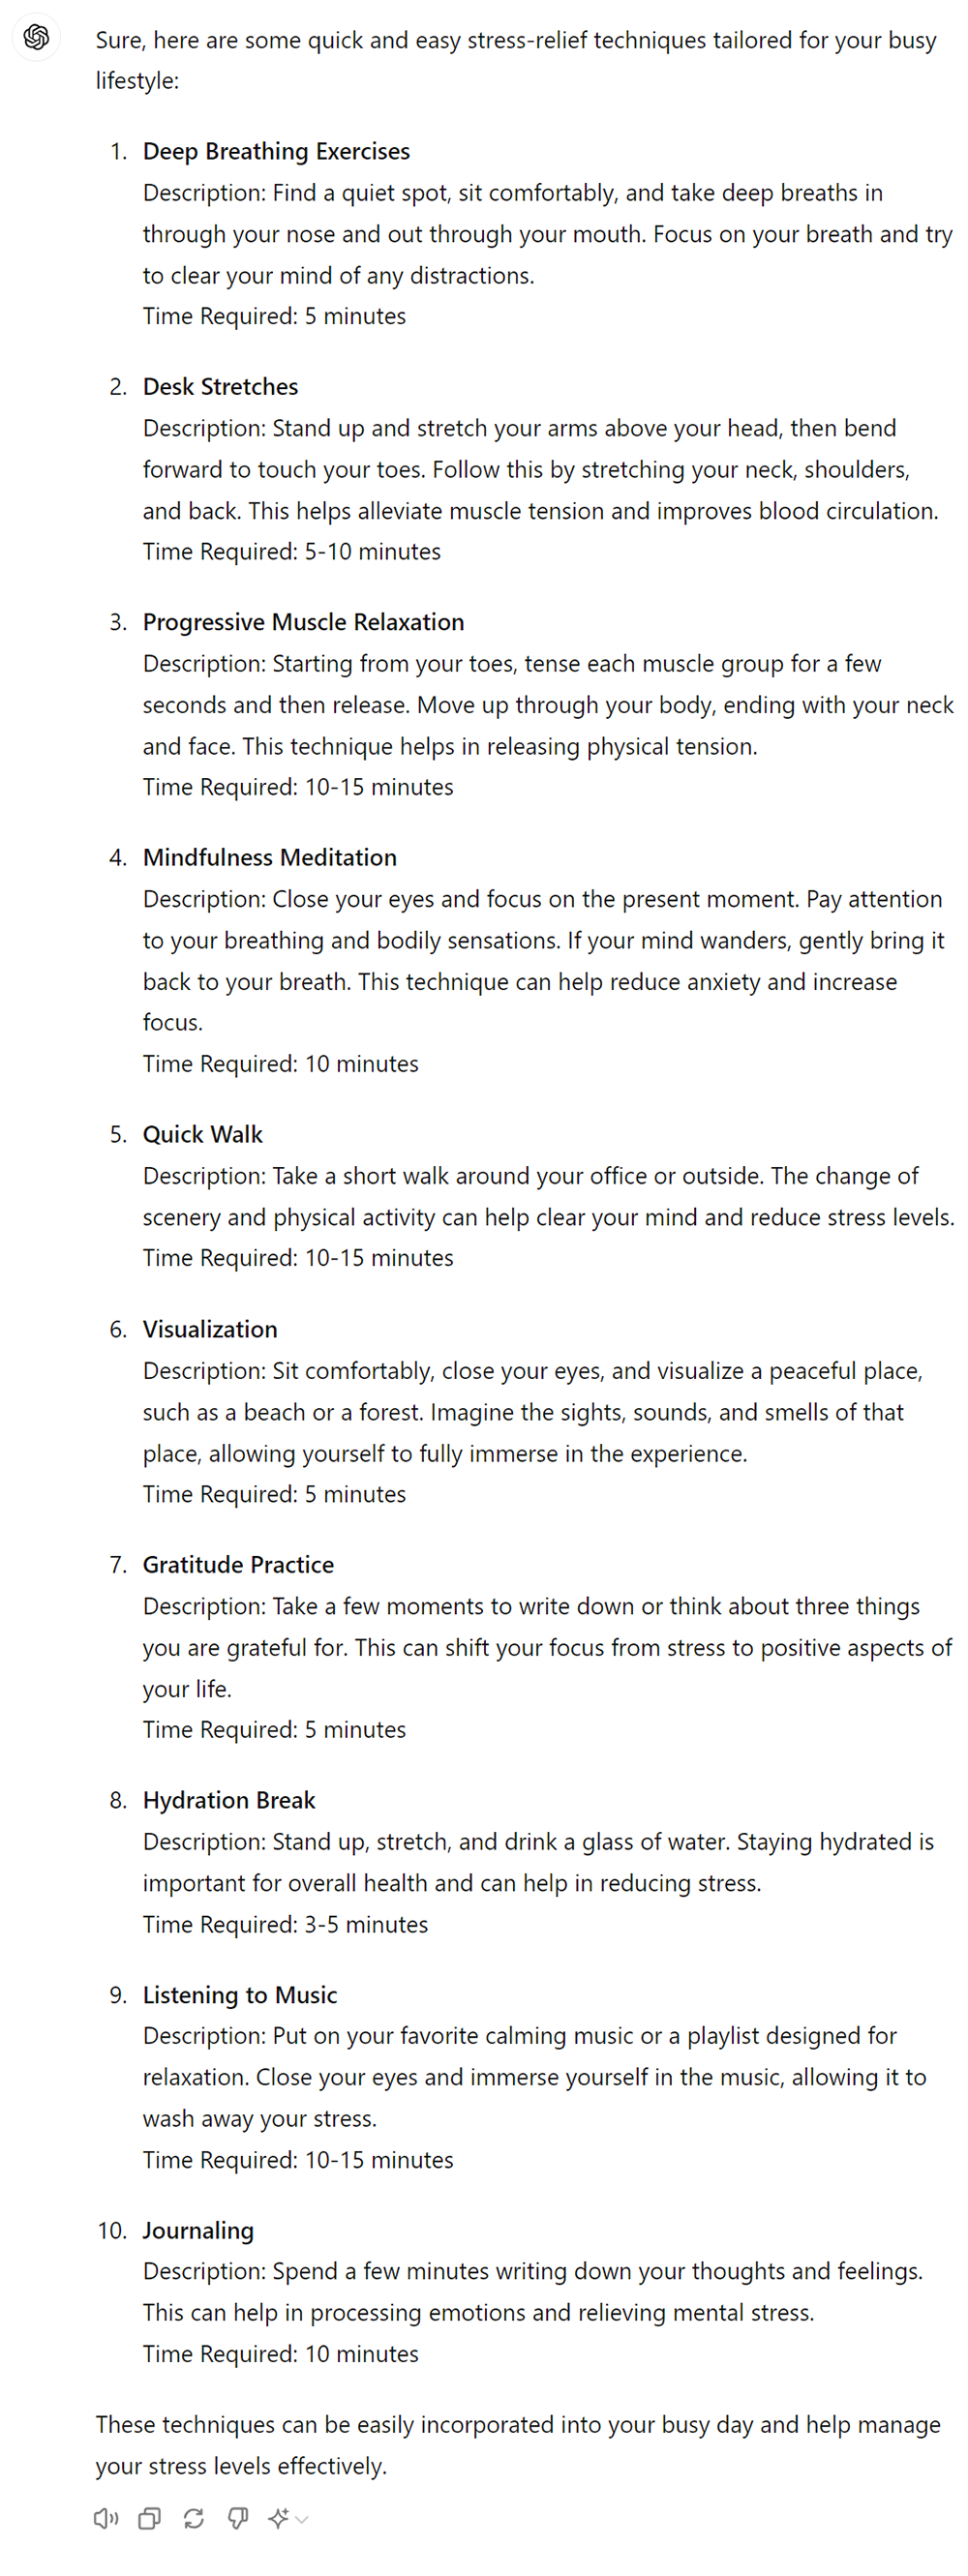 Sure, here are some quick and easy stress-relief techniques tailored for your busy
lifestyle:
1. Deep Breathing Exercises
Description: Find a quiet spot, sit comfortably, and take deep breaths in
through your nose and out through your mouth. Focus on your breath and try
to clear your mind of any distractions.
Time Required: 5 minutes
2. Desk Stretches
Description: Stand up and stretch your arms above your head, then bend
forward to touch your toes. Follow this by stretching your neck, shoulders,
and back. This helps alleviate muscle tension and improves blood circulation.
Time Required: 5-10 minutes
3. Progressive Muscle Relaxation
Description: Starting from your toes, tense each muscle group for a few
seconds and then release. Move up through your body, ending with your neck
and face. This technique helps in releasing physical tension.
Time Required: 10-15 minutes
4. Mindfulness Meditation
Description: Close your eyes and focus on the present moment. Pay attention
to your breathing and bodily sensations. If your mind wanders, gently bring it
back to your breath. This technique can help reduce anxiety and increase
focus.
Time Required: 10 minutes
5. Quick Walk
Description: Take a short walk around your office or outside. The change of
scenery and physical activity can help clear your mind and reduce stress levels.
Time Required: 10-15 minutes
6. Visualization
Description: Sit comfortably, close your eyes, and visualize a peaceful place,
such as a beach or a forest. Imagine the sights, sounds, and smells of that
place, allowing yourself to fully immerse in the experience.
Time Required: 5 minutes
7. Gratitude Practice
Description: Take a few moments to write down or think about three things
you are grateful for. This can shift your focus from stress to positive aspects of
your life.
Time Required: 5 minutes
8. Hydration Break
Description: Stand up, stretch, and drink a glass of water. Staying hydrated is
important for overall health and can help in reducing stress.
Time Required: 3-5 minutes
9. Listening to Music
Description: Put on your favorite calming music or a playlist designed for
relaxation. Close your eyes and immerse yourself in the music, allowing it to
wash away your stress.
Time Required: 10-15 minutes
10. Journaling
Description: Spend a few minutes writing down your thoughts and feelings.
This can help in processing emotions and relieving mental stress.
Time Required: 10 minutes
These techniques can be easily incorporated into your busy day and help manage
your stress levels effectively.